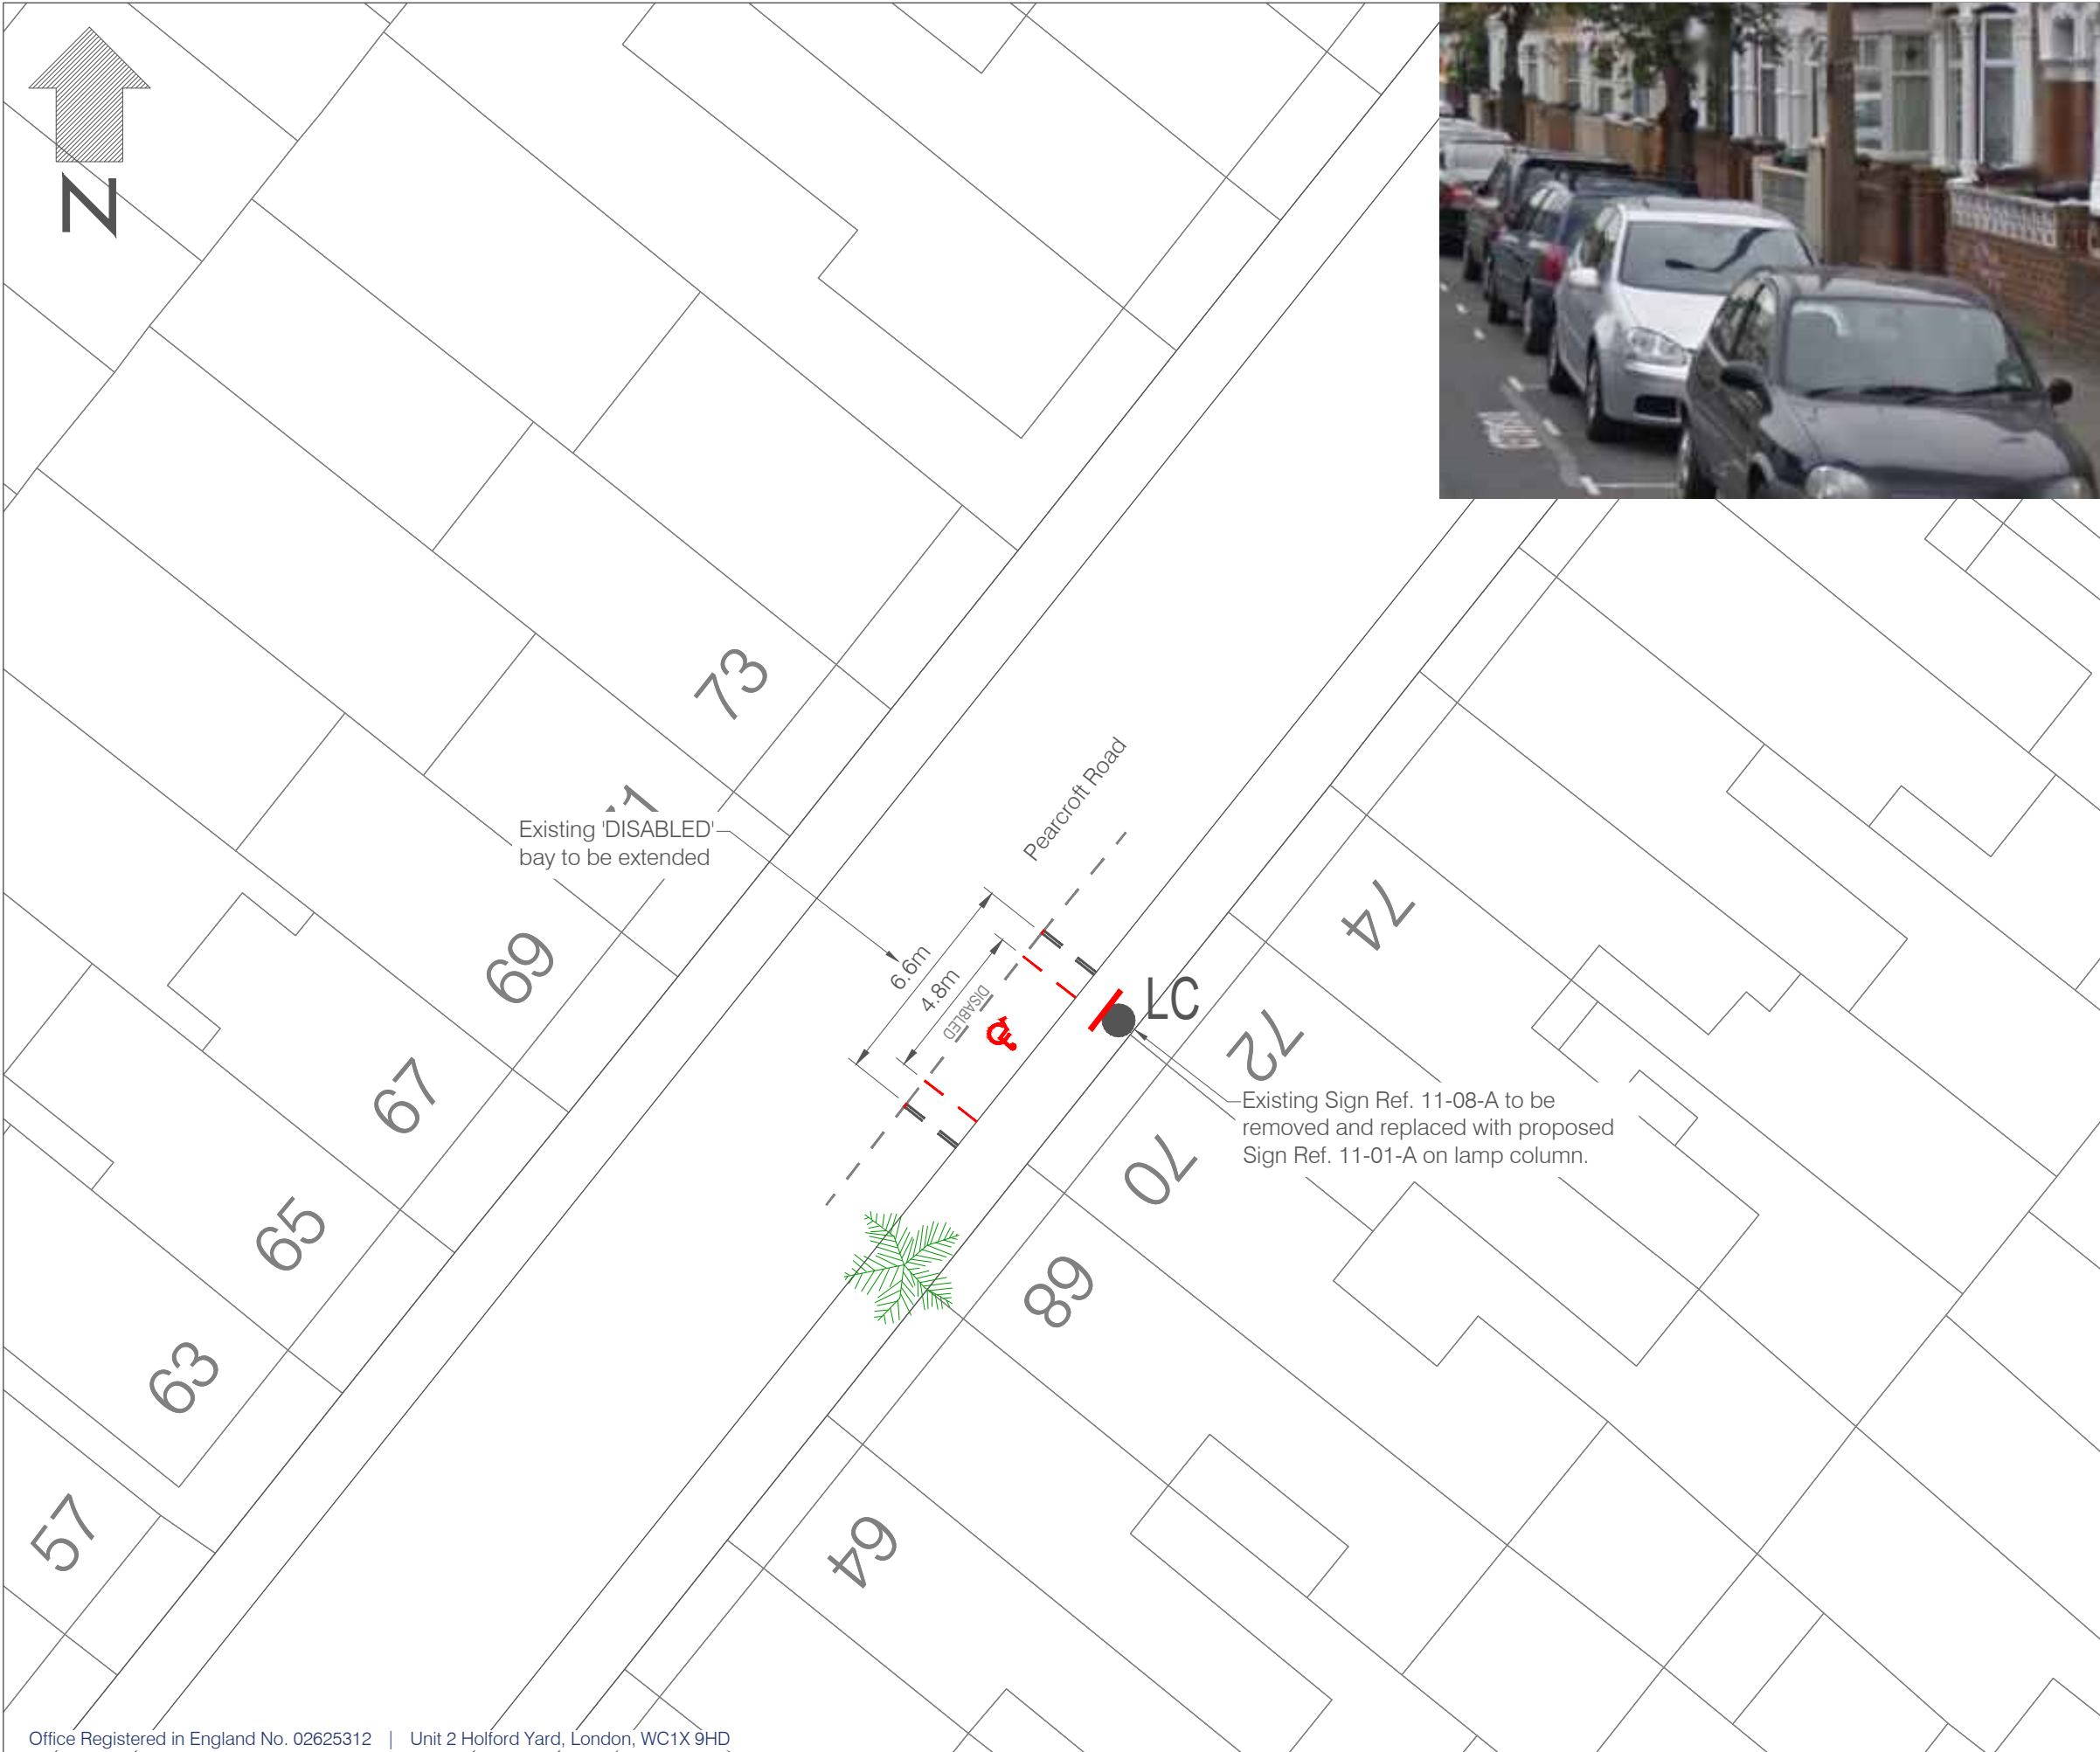 N
73
Existing 'DISABLED'
bay to be extended
Pearcroft Road
6.6m
4.8m
DISABLED
LC
74
72
70
68
64
69
67
65
63
57
Existing Sign Ref. 11-08-A to be
removed and replaced with proposed
Sign Ref. 11-01-A on lamp column.
Office Registered in England No. 02625312 | Unit 2 Holford Yard, London, WC1X 9HD